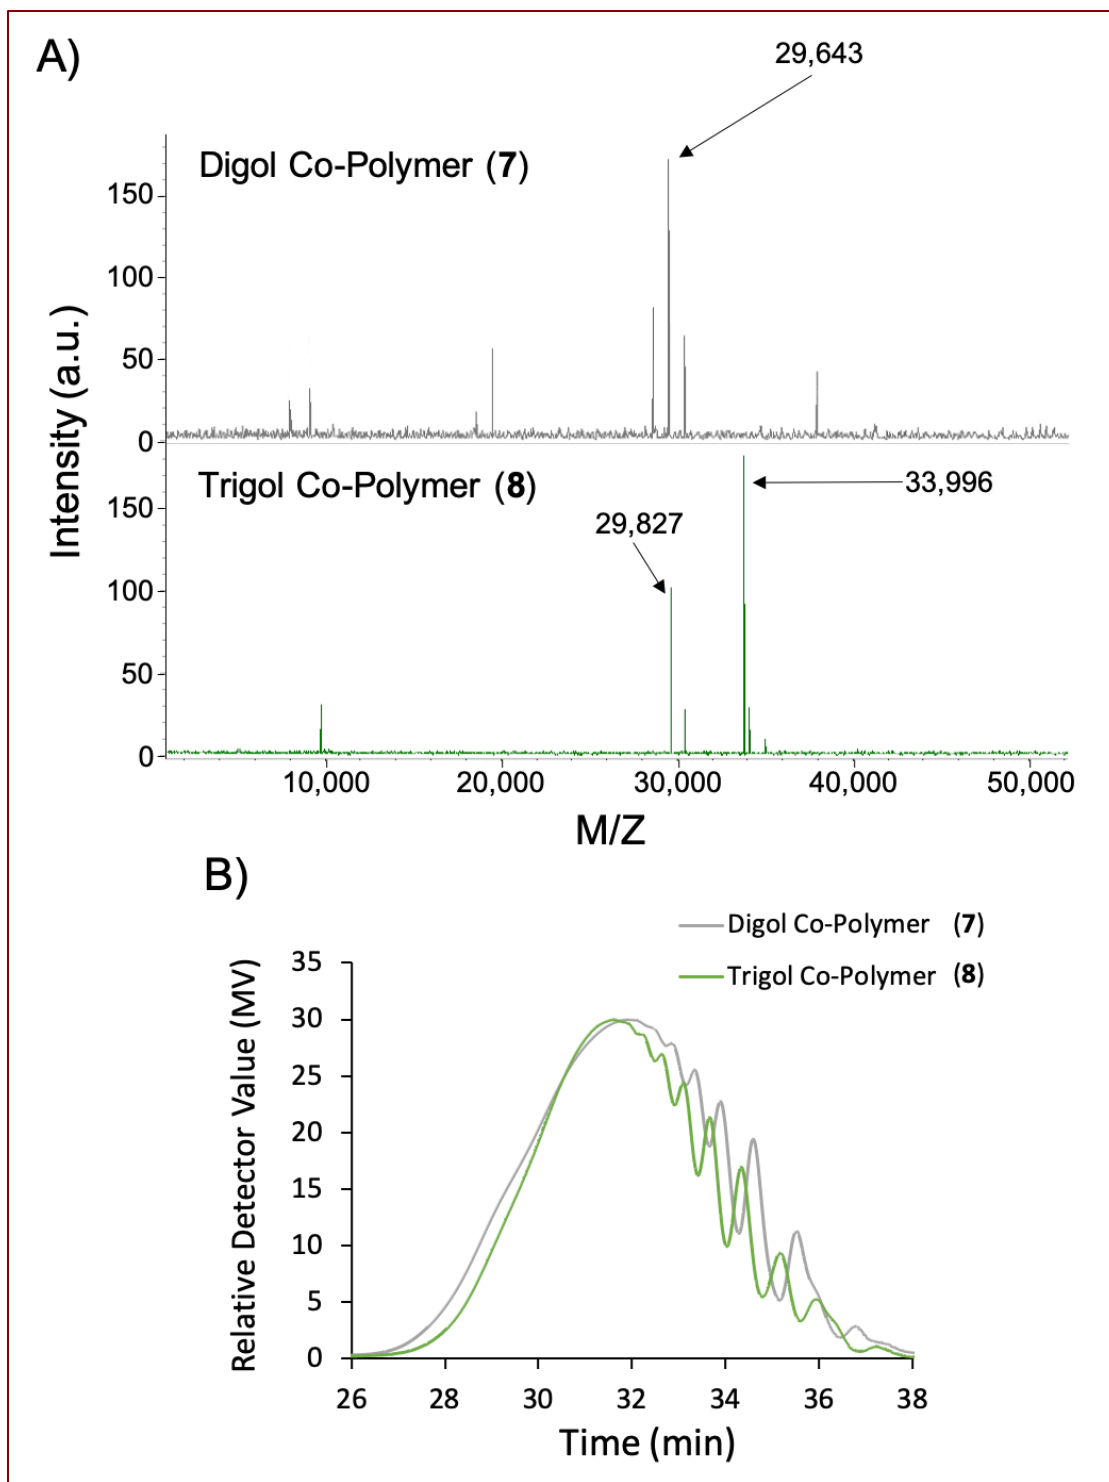 A)
29,643
Digol Co-Polymer (7)
150
100
50
0
Intensity (a.u.)
Trigol Co-Polymer (8)
33,996
29,827
150
100
50
0
10,000 20,000 30,000 40,000 50,000
M/Z
B)
Digol Co-Polymer (7)
Trigol Co-Polymer (8)
Relative Detector Value (MV)
35
30
25
20
15
10
5
0
26 28 30 32 34 36 38
Time (min)